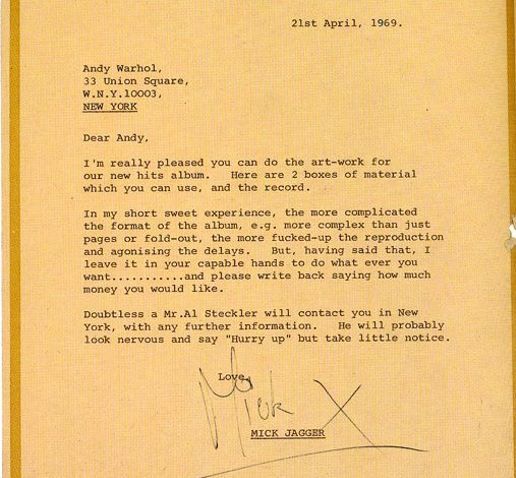 21st April, 1969.
Andy Warhol,
33 Union Square,
W.N.Y.10003,
NEW YORK
Dear Andy,
I'm really pleased you can do the art-work for
our new hits album. Here are 2 boxes of material
which you can use, and the record.
In my short sweet experience, the more complicated
the format of the album, e.g. more complex than just
pages or fold-out, the more fucked-up the reproduction
and agonising the delays. But, having said that, I
leave it in your capable hands to do what ever you
want...........and please write back saying how much
money you would like.
Doubtless a Mr.Al Steckler will contact you in New
York, with any further information. He will probably
look nervous and say "Hurry up" but take little notice.
Love,
Mick X
MICK JAGGER